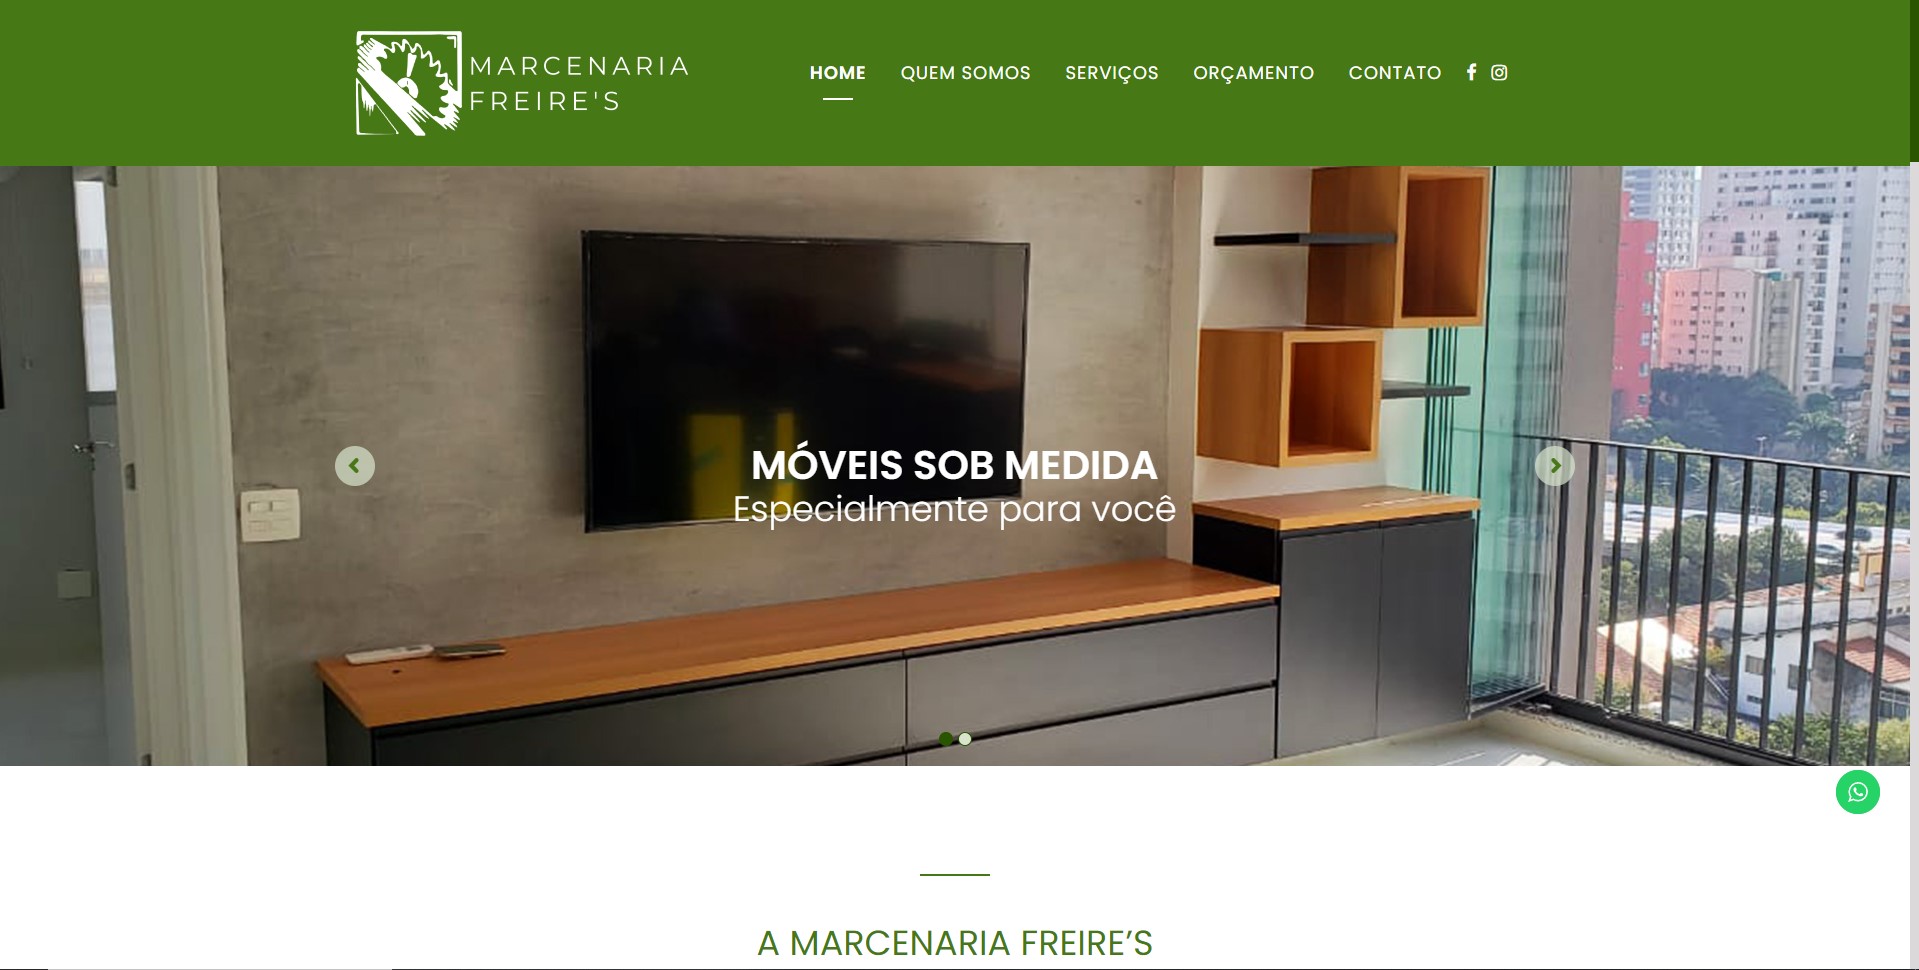 MARCENARIA
FREIRE'S
HOME
QUEM SOMOS
SERVIÇOS
ORÇAMENTO
CONTATO
MÓVEIS SOB MEDIDA
Especialmente para você
A MARCENARIA FREIRE’S